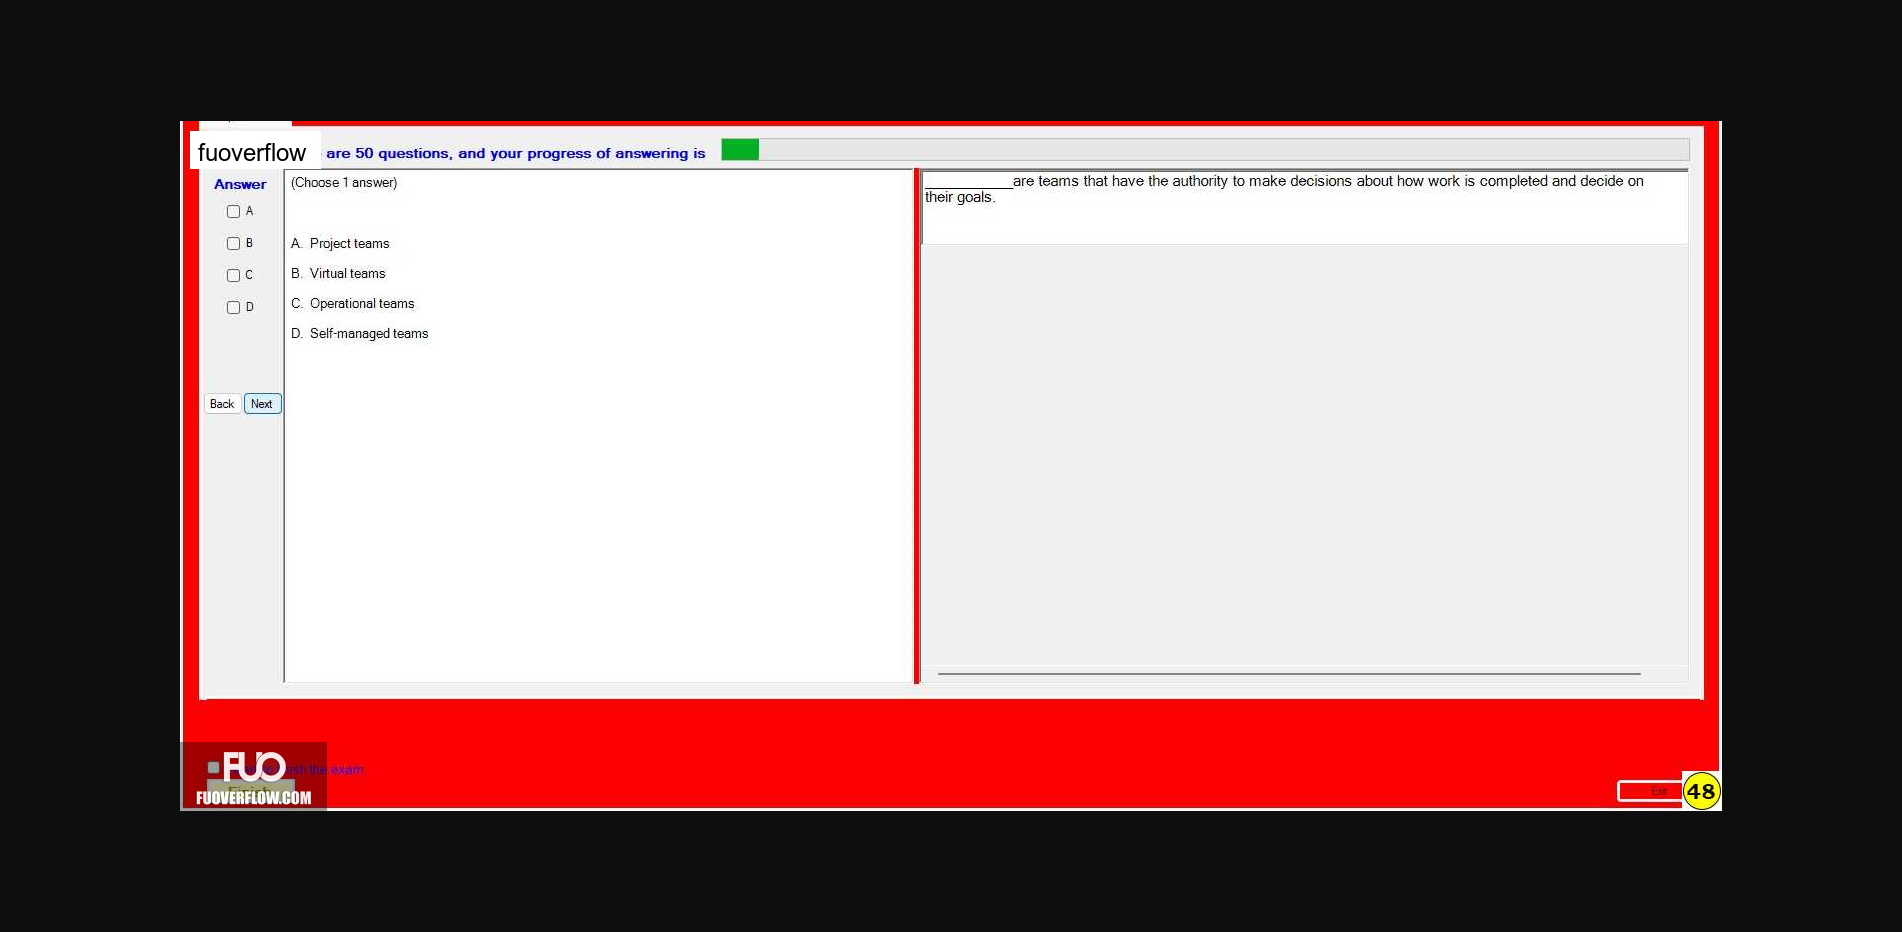 fuoverflow are 50 questions, and your progress of answering is
Answer
(Choose 1 answer)
A
B
C
D
A. Project teams
B. Virtual teams
C. Operational teams
D. Self-managed teams
Back Next
____________are teams that have the authority to make decisions about how work is completed and decide on
their goals.
FUO
the exam
FUOVERFLOW.COM
Exit
48